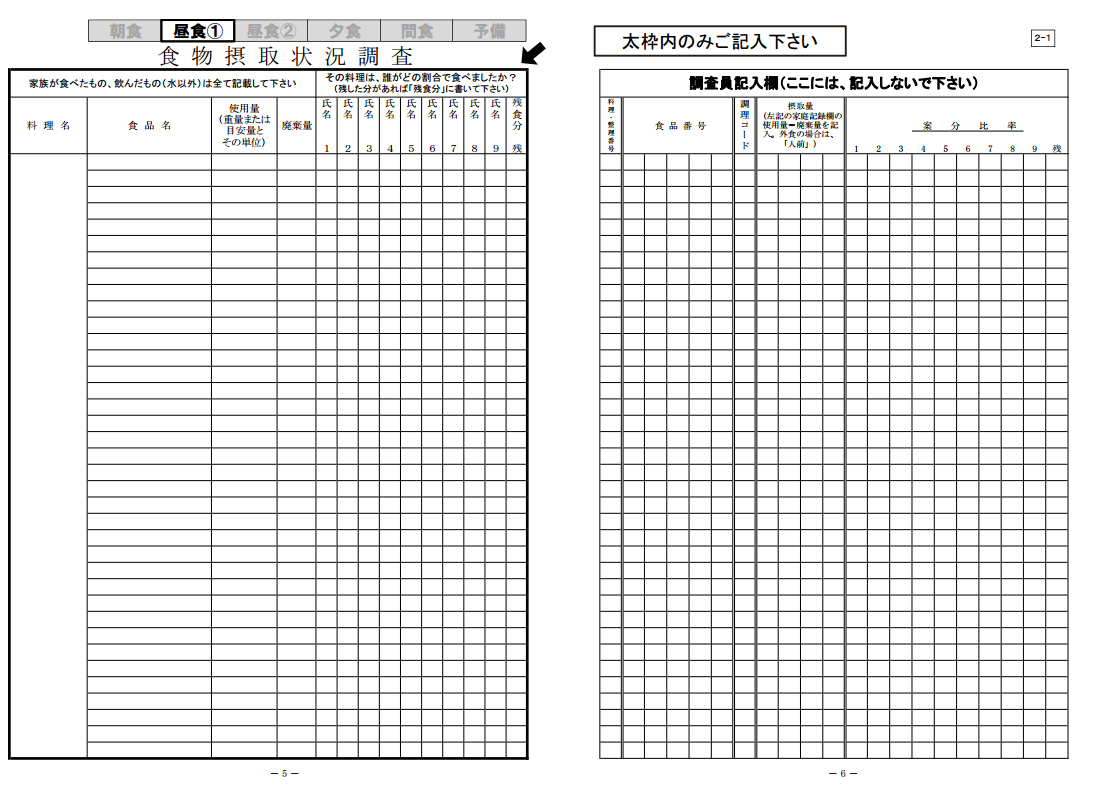 朝食 昼食① 昼食② 夕食 間食 予備
食物摂取状況調査
家族が食べたもの、飲んだもの(水以外)は全て記載して下さい
その料理は、誰がどの割合で食べましたか？
(残した分があれば「残食分」に書いて下さい)
料理名
食品名
使用量
(重量または
目安量と
その単位)
廃棄量
氏名 氏名 氏名 氏名 氏名 氏名 氏名 氏名 氏名 残食分
1 2 3 4 5 6 7 8 9 残
－5－
太枠内のみご記入下さい
2-1
調査員記入欄(ここには、記入しないで下さい)
料理・整理番号
食品番号
調理コード
摂取量
(左記の家庭記録欄の
使用量－廃棄量を記
入。外食の場合は、
「人前」)
案分比率
1 2 3 4 5 6 7 8 9 残
－6－